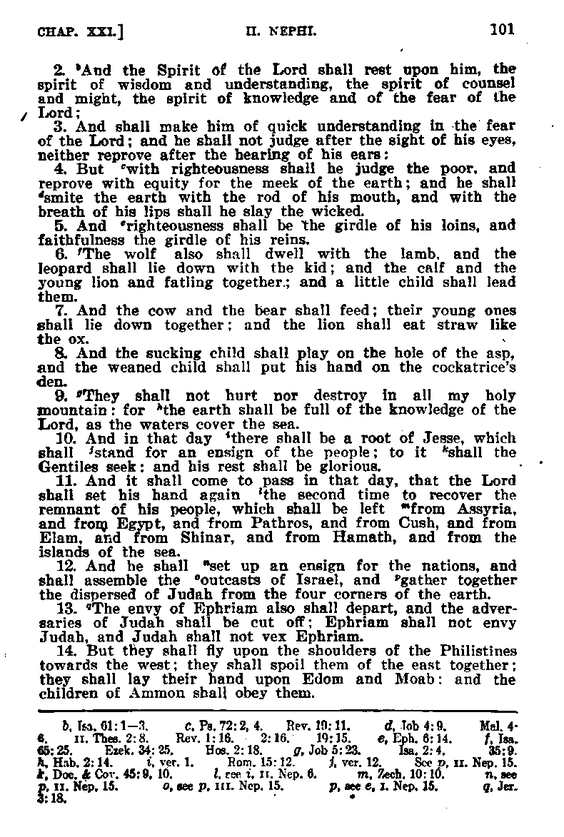 CHAP. XXI.] II. NEPHI. 101
2. ᵇAnd the Spirit of the Lord shall rest upon him, the
spirit of wisdom and understanding, the spirit of counsel
and might, the spirit of knowledge and of the fear of the
Lord;
3. And shall make him of quick understanding in the fear
of the Lord; and he shall not judge after the sight of his eyes,
neither reprove after the hearing of his ears:
4. But ᶜwith righteousness shall he judge the poor, and
reprove with equity for the meek of the earth; and he shall
ᵈsmite the earth with the rod of his mouth, and with the
breath of his lips shall he slay the wicked.
5. And ᵉrighteousness shall be the girdle of his loins, and
faithfulness the girdle of his reins.
6. ᶠThe wolf also shall dwell with the lamb, and the
leopard shall lie down with the kid; and the calf and the
young lion and fatling together; and a little child shall lead
them.
7. And the cow and the bear shall feed; their young ones
shall lie down together; and the lion shall eat straw like
the ox.
8. And the sucking child shall play on the hole of the asp,
and the weaned child shall put his hand on the cockatrice's
den.
9. ᵍThey shall not hurt nor destroy in all my holy
mountain: for ʰthe earth shall be full of the knowledge of the
Lord, as the waters cover the sea.
10. And in that day ⁱthere shall be a root of Jesse, which
shall ʲstand for an ensign of the people; to it ᵏshall the
Gentiles seek: and his rest shall be glorious.
11. And it shall come to pass in that day, that the Lord
shall set his hand again ˡthe second time to recover the
remnant of his people, which shall be left ᵐfrom Assyria,
and from Egypt, and from Pathros, and from Cush, and from
Elam, and from Shinar, and from Hamath, and from the
islands of the sea.
12. And he shall ⁿset up an ensign for the nations, and
shall assemble the ᵒoutcasts of Israel, and ᵖgather together
the dispersed of Judah from the four corners of the earth.
13. ᑫThe envy of Ephriam also shall depart, and the adver-
saries of Judah shall be cut off; Ephriam shall not envy
Judah, and Judah shall not vex Ephriam.
14. But they shall fly upon the shoulders of the Philistines
towards the west; they shall spoil them of the east together;
they shall lay their hand upon Edom and Moab: and the
children of Ammon shall obey them.
b, Isa. 61: 1—3. c, Ps. 72: 2, 4. Rev. 19: 11. d, Job 4: 9. Mal. 4:
6. II. Thes. 2: 8. Rev. 1: 16. 2: 16. 19: 15. e, Eph. 6: 14. f, Isa.
65: 25. Ezek. 34: 25. Hos. 2: 18. g, Job 5: 23. Isa. 2: 4. 35: 9.
h, Hab. 2: 14. i, ver. 1. Rom. 15: 12. j, ver. 12. See p, II. Nep. 15.
k, Doc. & Cov. 45: 9, 10. l, see i, II. Nep. 6. m, Zech. 10: 10. n, see
p, II. Nep. 15. o, see p, III. Nep. 15. p, see e, I. Nep. 15. q, Jer.
3: 18.